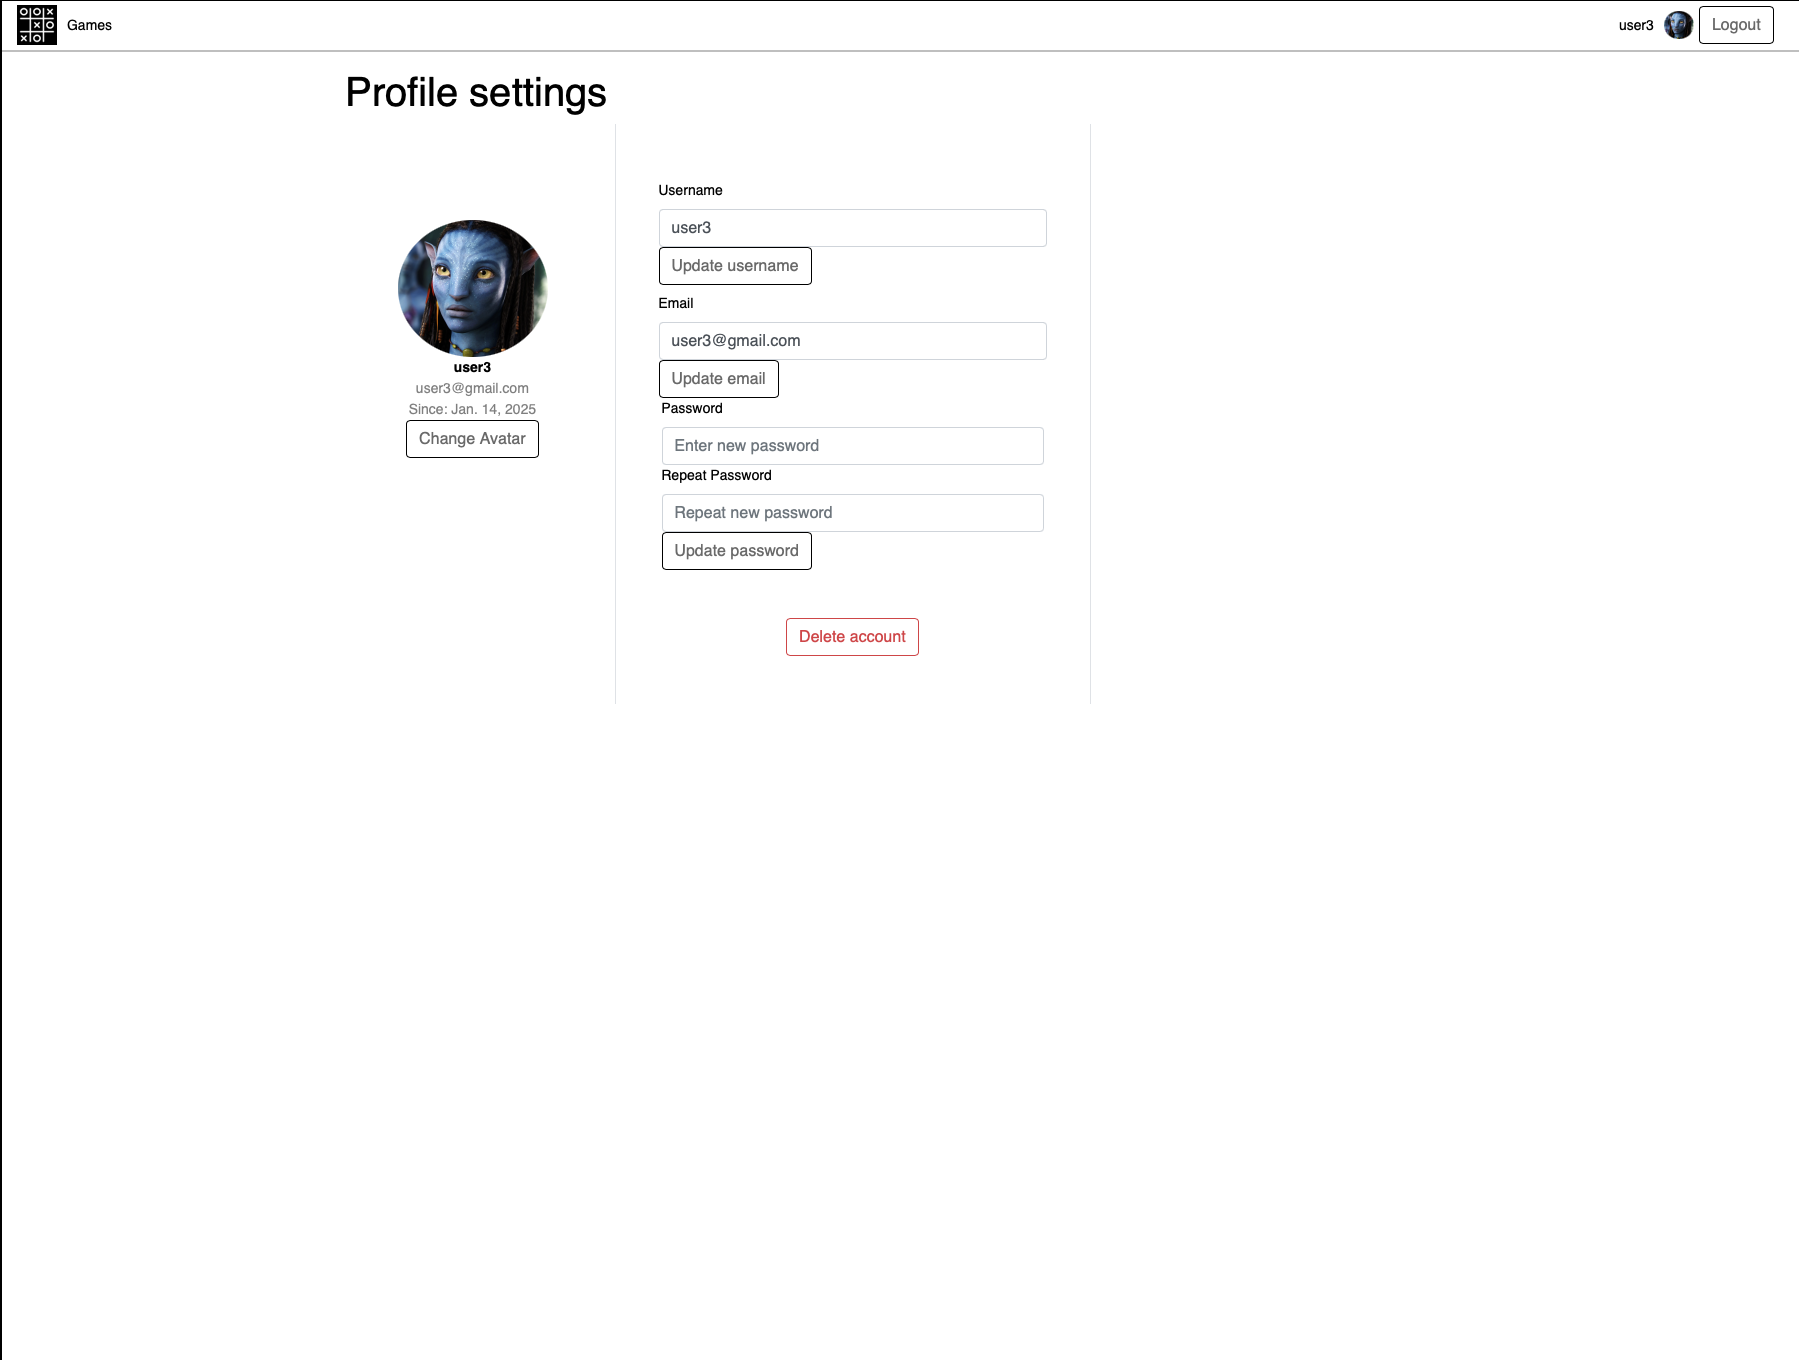 Games
user3
Logout
Profile settings
user3
user3@gmail.com
Since: Jan. 14, 2025
Change Avatar
Username
user3
Update username
Email
user3@gmail.com
Update email
Password
Enter new password
Repeat Password
Repeat new password
Update password
Delete account